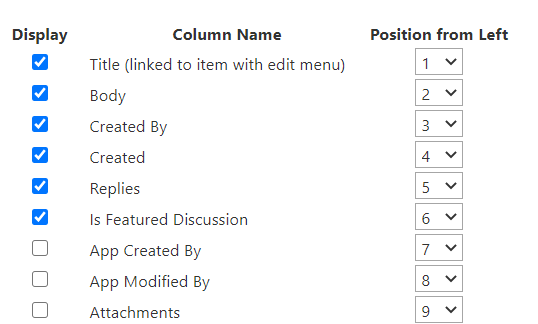 Display Column Name Position from Left
Title (linked to item with edit menu) 1
Body 2
Created By 3
Created 4
Replies 5
Is Featured Discussion 6
App Created By 7
App Modified By 8
Attachments 9